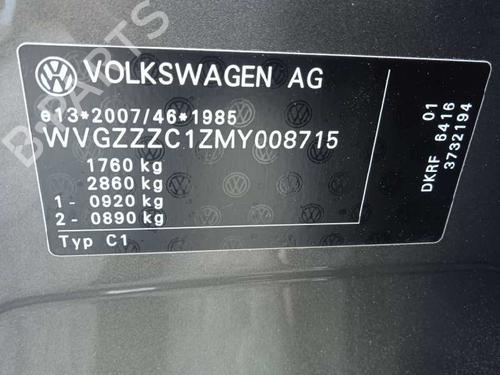 VOLKSWAGEN AG
e13*2007/46*1985
WVGZZZC1ZMY008715
1760 kg
2860 kg
1 - 0920 kg
2 - 0890 kg
Typ C1
01
DKRF 6416
3732194
B-PARTS